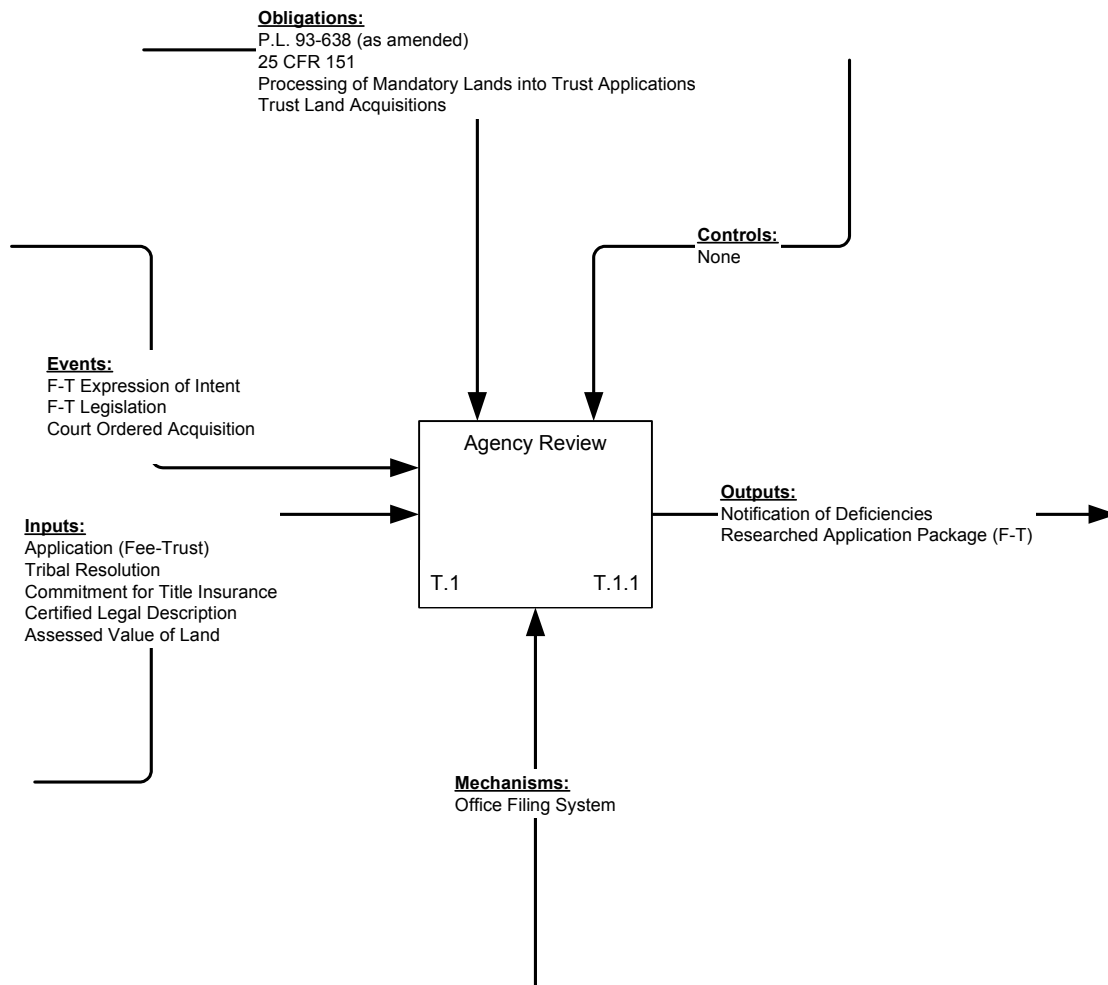 Obligations:
P.L. 93-638 (as amended)
25 CFR 151
Processing of Mandatory Lands into Trust Applications
Trust Land Acquisitions
Controls:
None
Events:
F-T Expression of Intent
F-T Legislation
Court Ordered Acquisition
Agency Review
T.1 T.1.1
Inputs:
Application (Fee-Trust)
Tribal Resolution
Commitment for Title Insurance
Certified Legal Description
Assessed Value of Land
Outputs:
Notification of Deficiencies
Researched Application Package (F-T)
Mechanisms:
Office Filing System